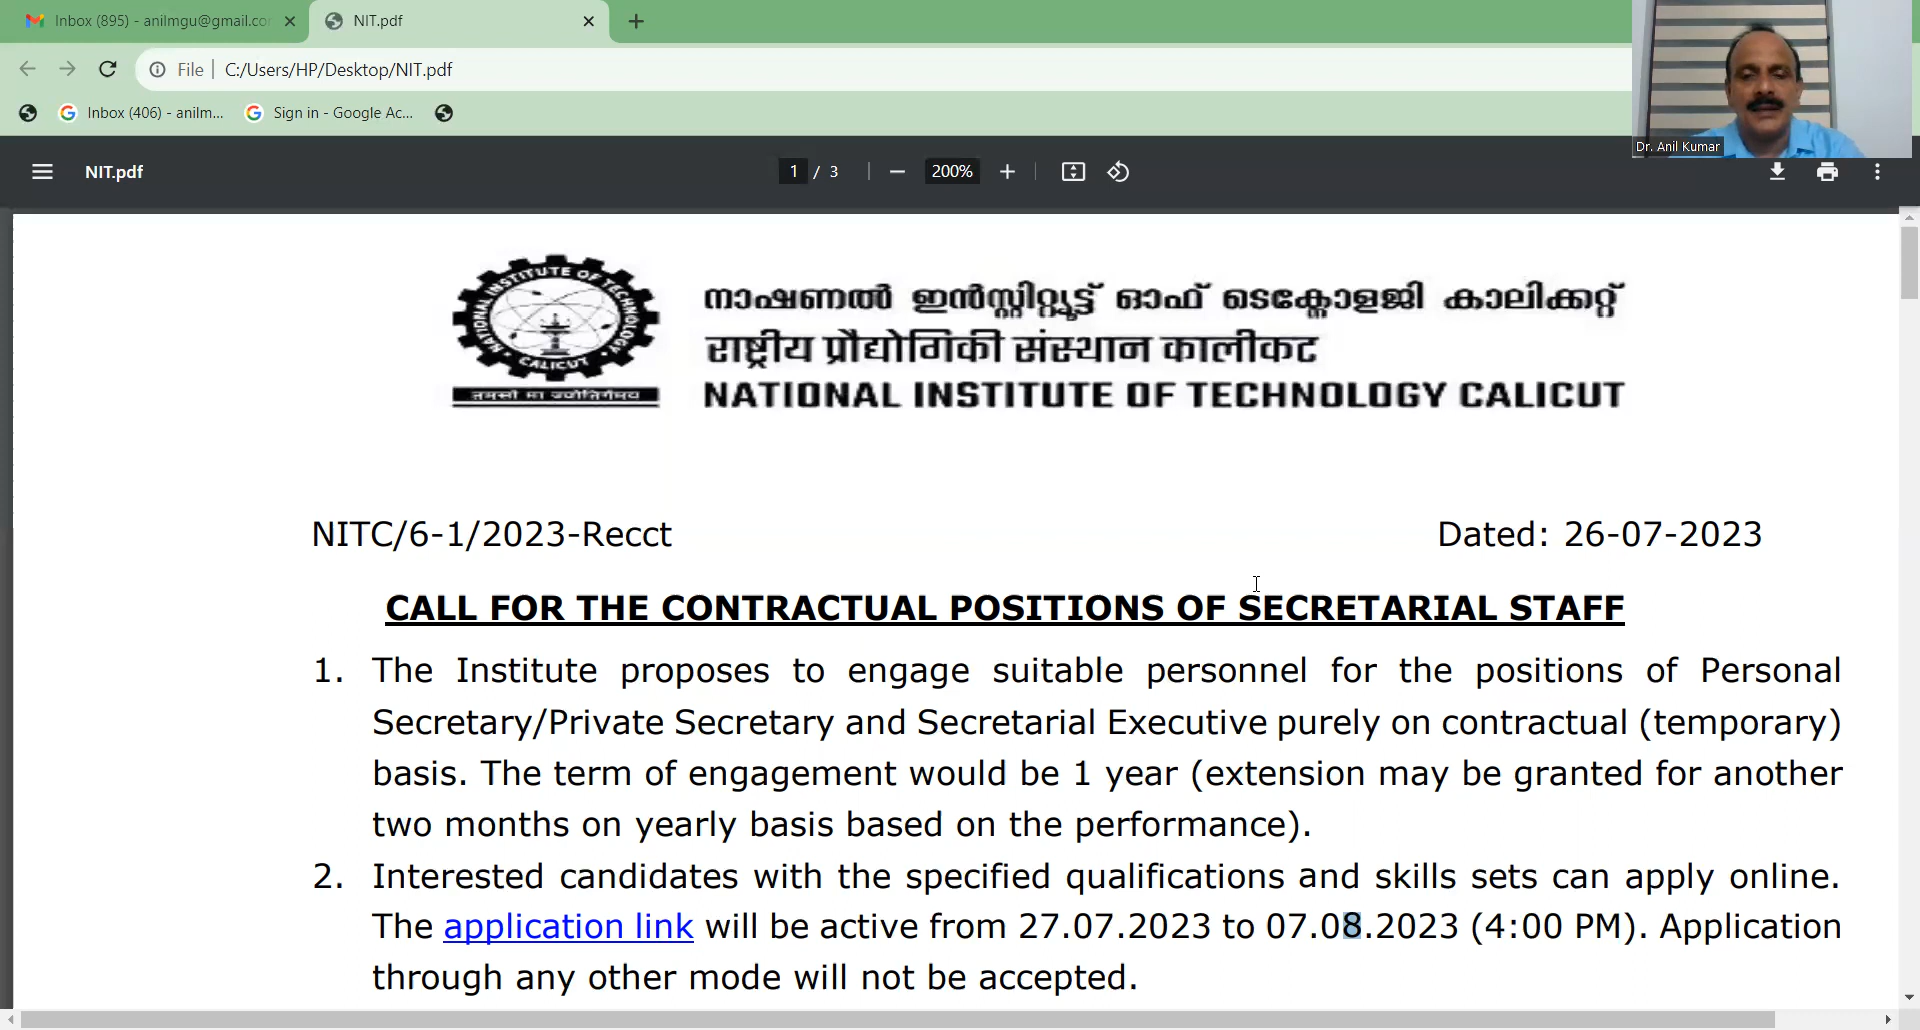 Inbox (895) - anilmgu@gmail.co
NIT.pdf
File
C:/Users/HP/Desktop/NIT.pdf
Inbox (406) - anilm...
Sign in - Google Ac...
Dr. Anil Kumar
NIT.pdf
1 / 3
200%
NATIONAL INSTITUTE OF TECHNOLOGY
CALICUT
तमसो मा ज्योतिर्गमय
നാഷണൽ ഇൻസ്റ്റിറ്റ്യൂട്ട് ഓഫ് ടെക്നോളജി കാലിക്കറ്റ്
राष्ट्रीय प्रौद्योगिकी संस्थान कालीकट
NATIONAL INSTITUTE OF TECHNOLOGY CALICUT
NITC/6-1/2023-Recct
Dated: 26-07-2023
CALL FOR THE CONTRACTUAL POSITIONS OF SECRETARIAL STAFF
1. The Institute proposes to engage suitable personnel for the positions of Personal
Secretary/Private Secretary and Secretarial Executive purely on contractual (temporary)
basis. The term of engagement would be 1 year (extension may be granted for another
two months on yearly basis based on the performance).
2. Interested candidates with the specified qualifications and skills sets can apply online.
The application link will be active from 27.07.2023 to 07.08.2023 (4:00 PM). Application
through any other mode will not be accepted.